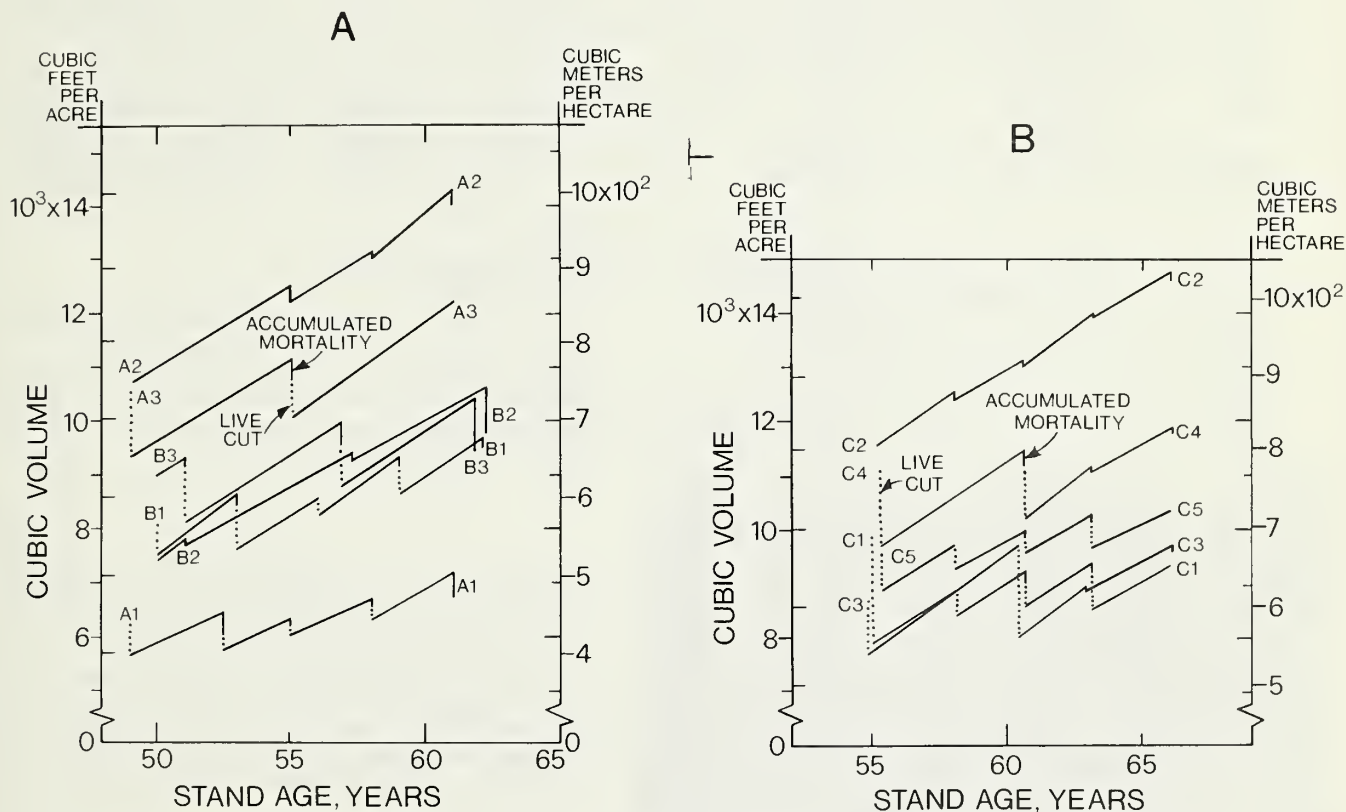 A
CUBIC
FEET
PER
ACRE
CUBIC
METERS
PER
HECTARE
10³x14
12
10
8
6
0
CUBIC VOLUME
10x10²
9
8
7
6
5
4
0
A2
A2
A3
A3
ACCUMULATED
MORTALITY
LIVE
CUT
B3
B2
B1
B3
B1
B2
A1
A1
50 55 60 65
STAND AGE, YEARS
B
CUBIC
FEET
PER
ACRE
CUBIC
METERS
PER
HECTARE
10³x14
12
10
8
0
CUBIC VOLUME
10x10²
9
8
7
6
5
C2
C2
ACCUMULATED
MORTALITY
C4
C4
LIVE
CUT
C1
C5
C5
C3
C3
C1
55 60 65
STAND AGE, YEARS